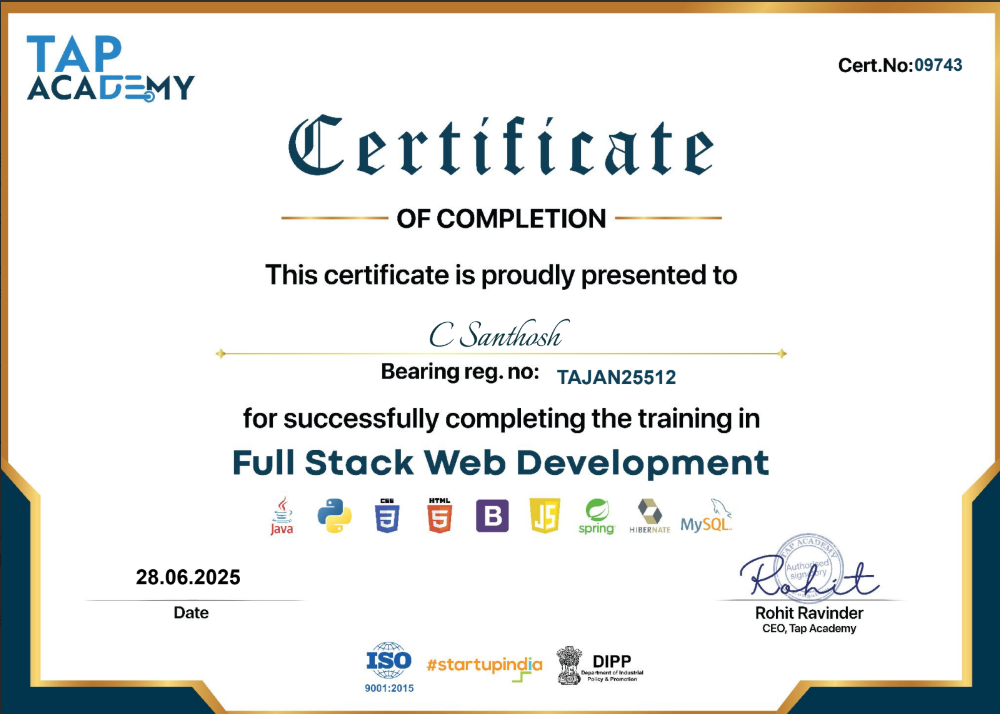 TAP
ACADEMY
Cert.No:09743
Certificate
OF COMPLETION
This certificate is proudly presented to
C Santhosh
Bearing reg. no: TAJAN25512
for successfully completing the training in
Full Stack Web Development
Java
CSS
3
HTML
5
B
JS
spring
HIBERNATE
MySQL
28.06.2025
Date
TAP ACADEMY
Authorised
signatory
Rohit
Rohit Ravinder
CEO, Tap Academy
ISO
9001:2015
#startupindia
DIPP
Department of Industrial
Policy & Promotion